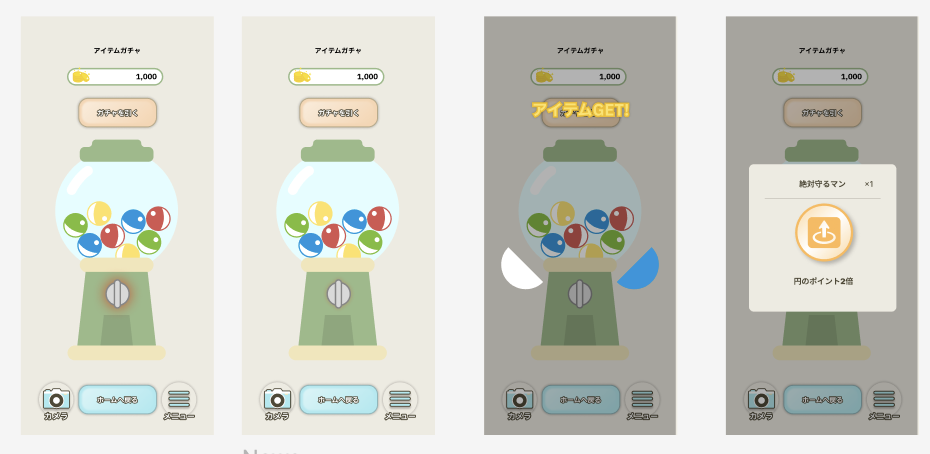 アイテムガチャ
1,000
ガチャを引く
カメラ
ホームへ戻る
メニュー
アイテムガチャ
1,000
ガチャを引く
カメラ
ホームへ戻る
メニュー
アイテムガチャ
1,000
アイテムGET!
カメラ
ホームへ戻る
メニュー
アイテムガチャ
1,000
ガチャを引く
絶対守るマン ×1
円のポイント2倍
カメラ
ホームへ戻る
メニュー